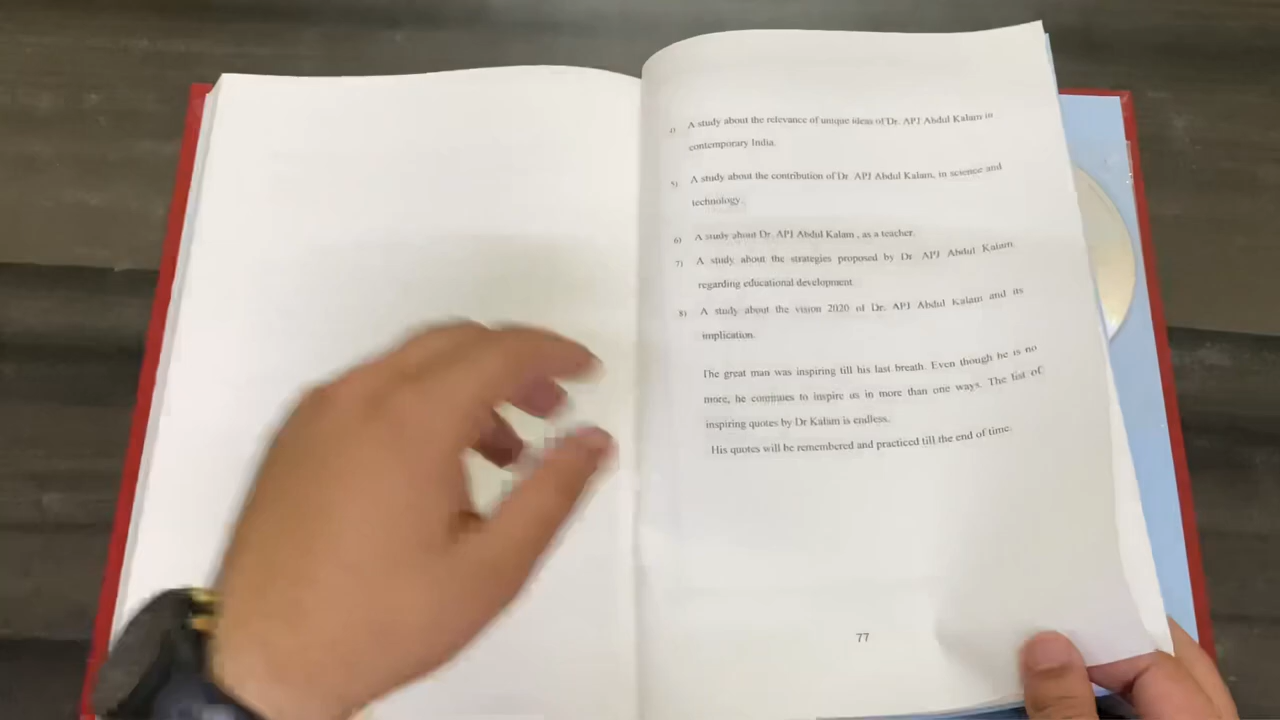 A study about the relevance of unique ideas of Dr. APJ Abdul Kalam in
contemporary India.
5) A study about the contribution of Dr APJ Abdul Kalam, in science and
technology.
6) A study about Dr. APJ Abdul Kalam , as a teacher.
7) A study about the strategies proposed by Dr APJ Abdul Kalam
regarding educational development
8) A study about the vision 2020 of Dr. APJ Abdul Kalam and its
implication.
The great man was inspiring till his last breath. Even though he is no
more, he continues to inspire us in more than one ways. The list of
inspiring quotes by Dr Kalam is endless.
His quotes will be remembered and practiced till the end of time.
77